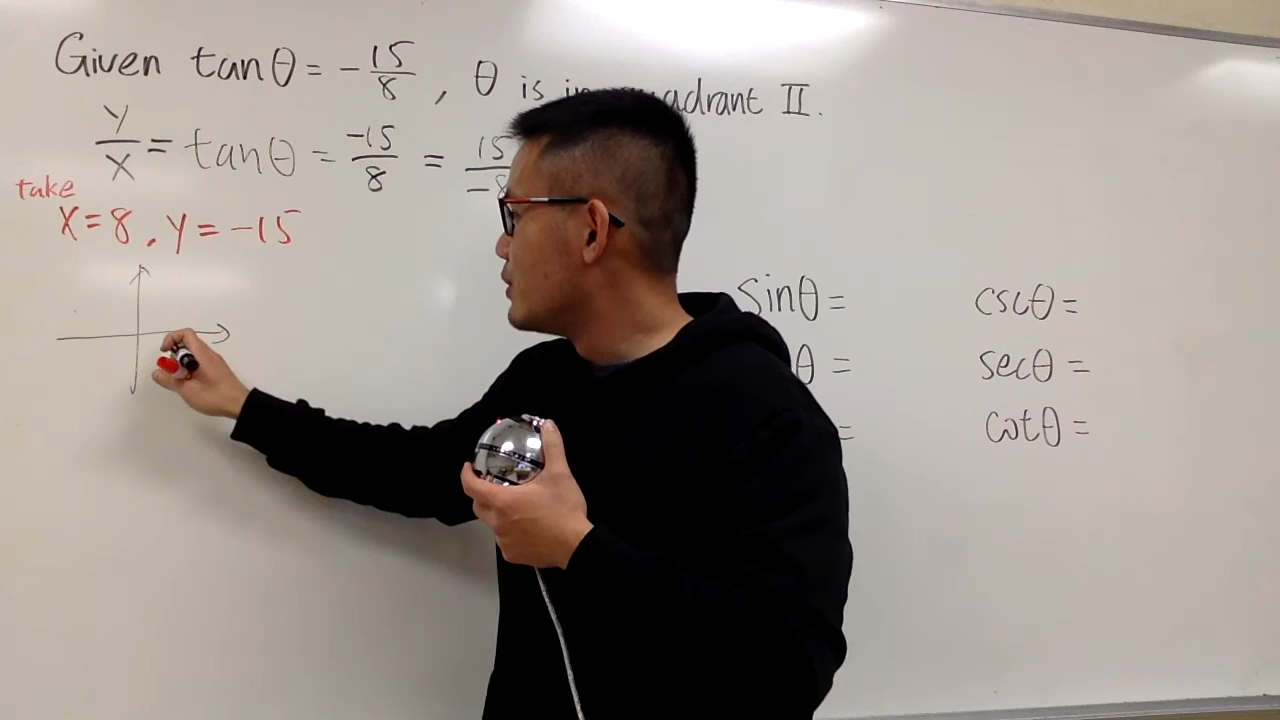 Given tanθ = -15/8, θ is in quadrant II.
Y/X = tanθ = -15/8 = 15/-8
take
X=8, Y=-15
sinθ = cscθ =
θ = secθ =
= cotθ =